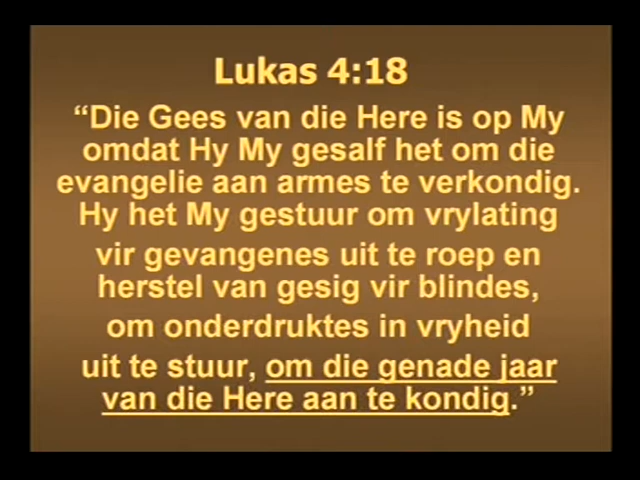 Lukas 4:18
“Die Gees van die Here is op My
omdat Hy My gesalf het om die
evangelie aan armes te verkondig.
Hy het My gestuur om vrylating
vir gevangenes uit te roep en
herstel van gesig vir blindes,
om onderdruktes in vryheid
uit te stuur, om die genade jaar
van die Here aan te kondig.”